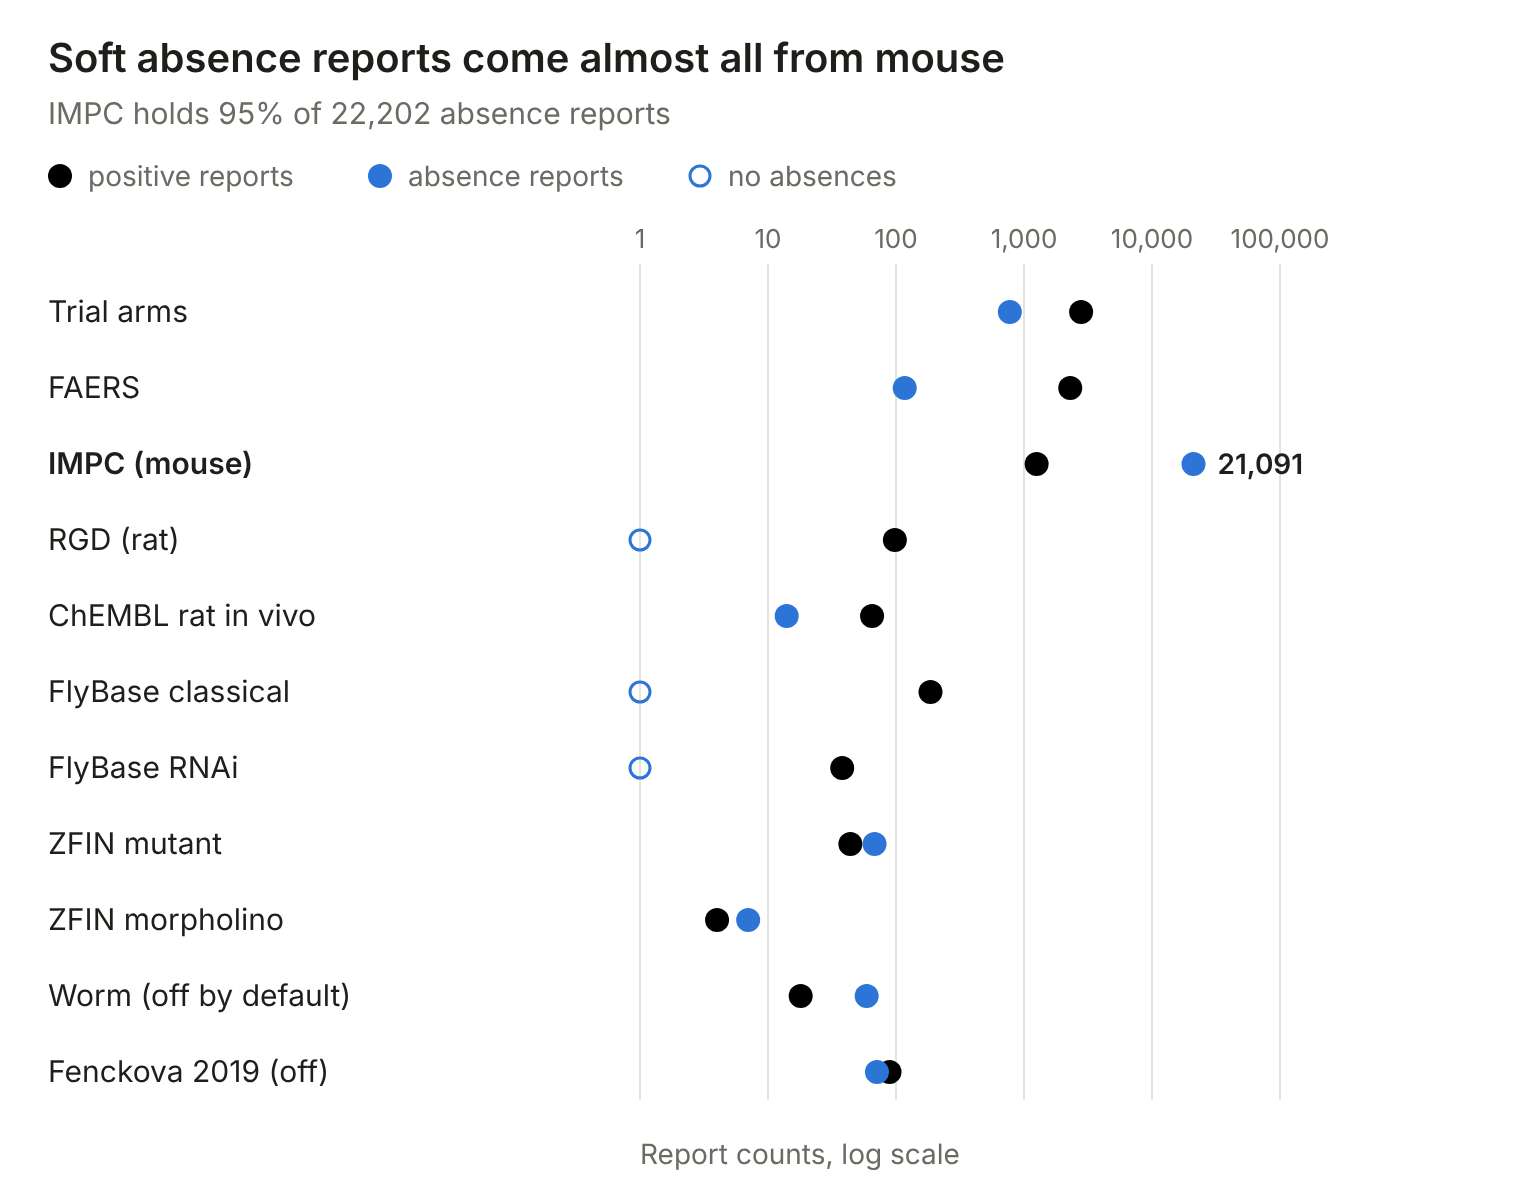 Soft absence reports come almost all from mouse
IMPC holds 95% of 22,202 absence reports
positive reports absence reports no absences
1 10 100 1,000 10,000 100,000
Trial arms
FAERS
IMPC (mouse) 21,091
RGD (rat)
ChEMBL rat in vivo
FlyBase classical
FlyBase RNAi
ZFIN mutant
ZFIN morpholino
Worm (off by default)
Fenckova 2019 (off)
Report counts, log scale